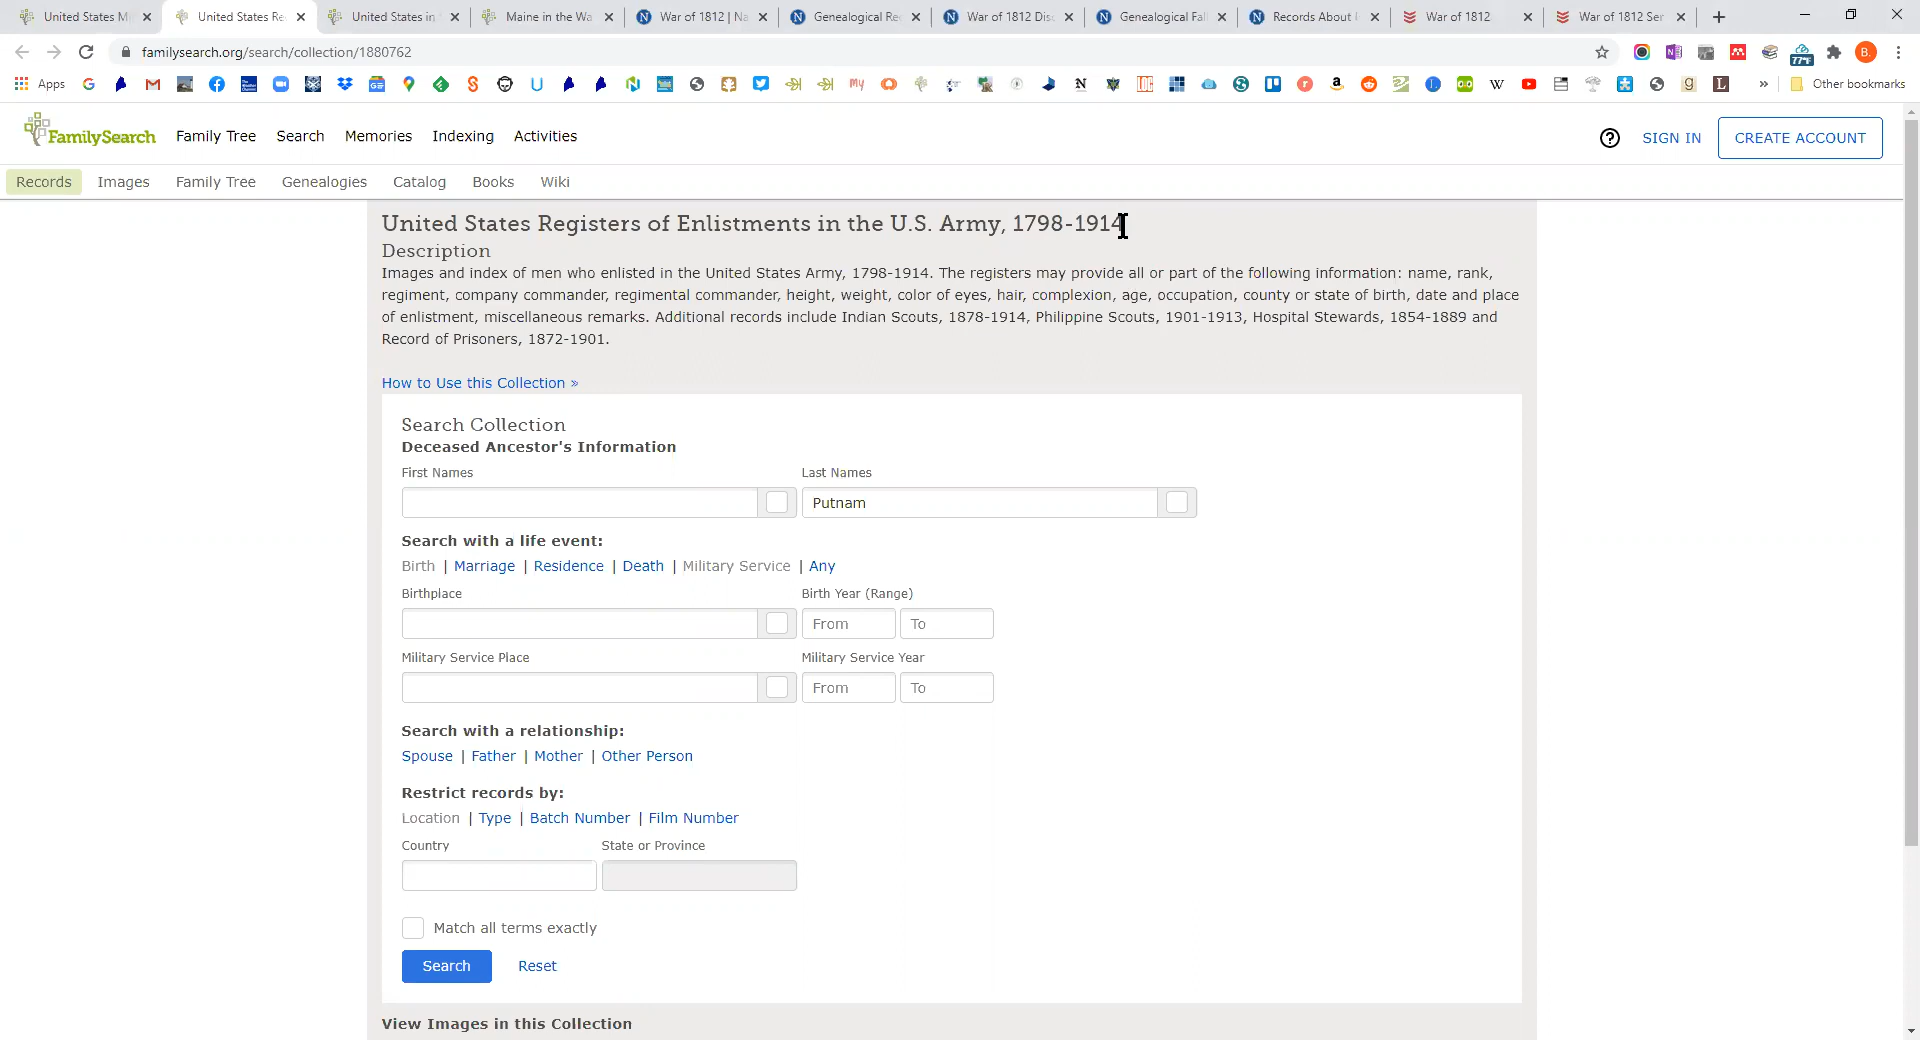 United States Mi
United States Re
United States in
Maine in the Wa
War of 1812 | Na
Genealogical Re
War of 1812 Dis
Genealogical Fal
Records About
War of 1812
War of 1812 Ser
familysearch.org/search/collection/1880762
B.
77°F
Apps
my
Other bookmarks
FamilySearch
Family Tree
Search
Memories
Indexing
Activities
SIGN IN
CREATE ACCOUNT
Records
Images
Family Tree
Genealogies
Catalog
Books
Wiki
United States Registers of Enlistments in the U.S. Army, 1798-1914
Description
Images and index of men who enlisted in the United States Army, 1798-1914. The registers may provide all or part of the following information: name, rank,
regiment, company commander, regimental commander, height, weight, color of eyes, hair, complexion, age, occupation, county or state of birth, date and place
of enlistment, miscellaneous remarks. Additional records include Indian Scouts, 1878-1914, Philippine Scouts, 1901-1913, Hospital Stewards, 1854-1889 and
Record of Prisoners, 1872-1901.
How to Use this Collection »
Search Collection
Deceased Ancestor's Information
First Names
Last Names
Putnam
Search with a life event:
Birth | Marriage | Residence | Death | Military Service | Any
Birthplace
Birth Year (Range)
From
To
Military Service Place
Military Service Year
From
To
Search with a relationship:
Spouse | Father | Mother | Other Person
Restrict records by:
Location | Type | Batch Number | Film Number
Country
State or Province
Match all terms exactly
Search
Reset
View Images in this Collection